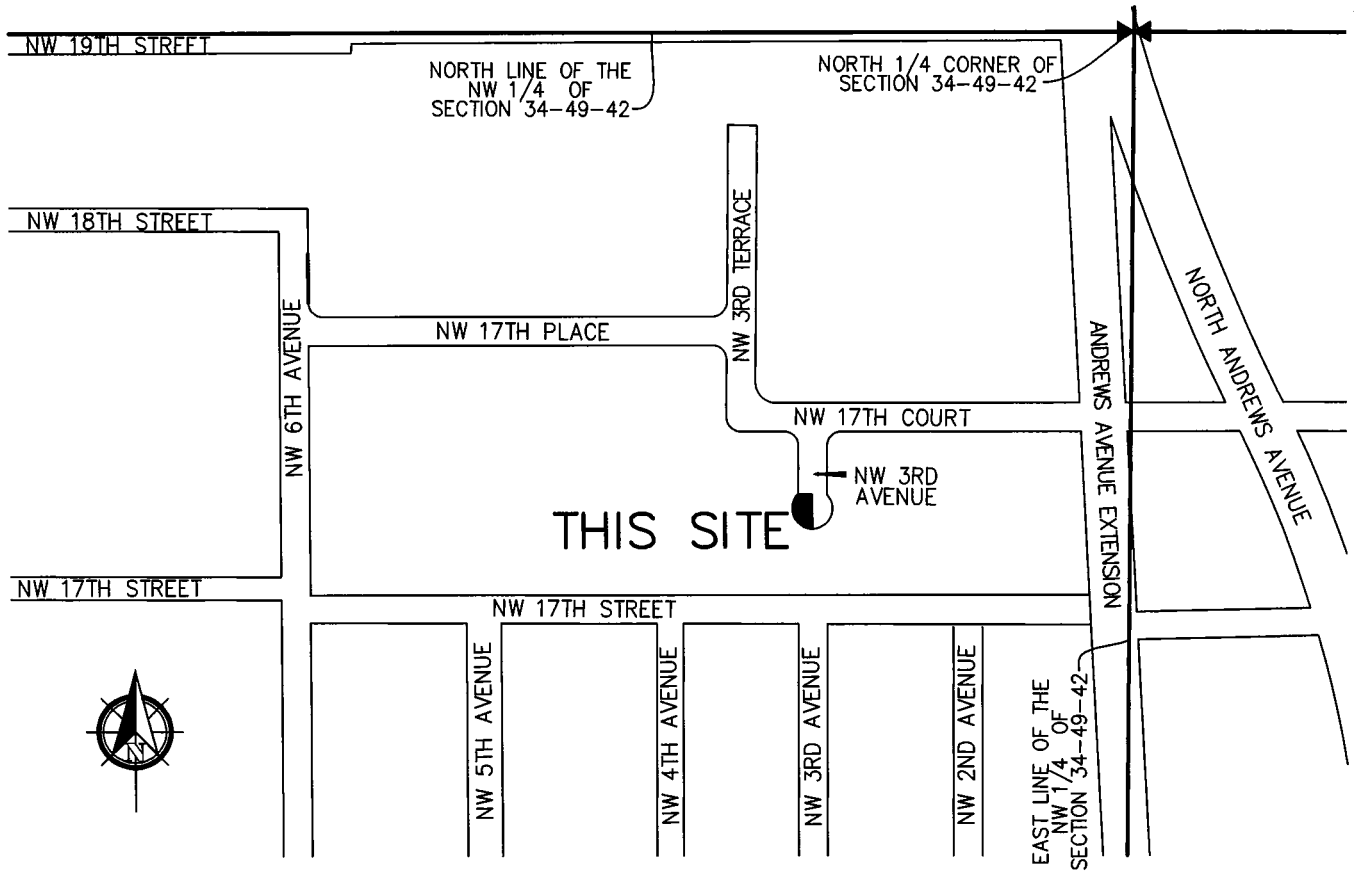 NW 19TH STREET
NORTH LINE OF THE
NW 1/4 OF
SECTION 34-49-42
NORTH 1/4 CORNER OF
SECTION 34-49-42
NW 18TH STREET
NW 3RD TERRACE
NW 6TH AVENUE
NW 17TH PLACE
NORTH ANDREWS AVENUE
ANDREWS AVENUE EXTENSION
NW 17TH COURT
NW 3RD
AVENUE
THIS SITE
NW 17TH STREET
NW 17TH STREET
NW 5TH AVENUE
NW 4TH AVENUE
NW 3RD AVENUE
NW 2ND AVENUE
EAST LINE OF THE
NW 1/4 OF
SECTION 34-49-42
N